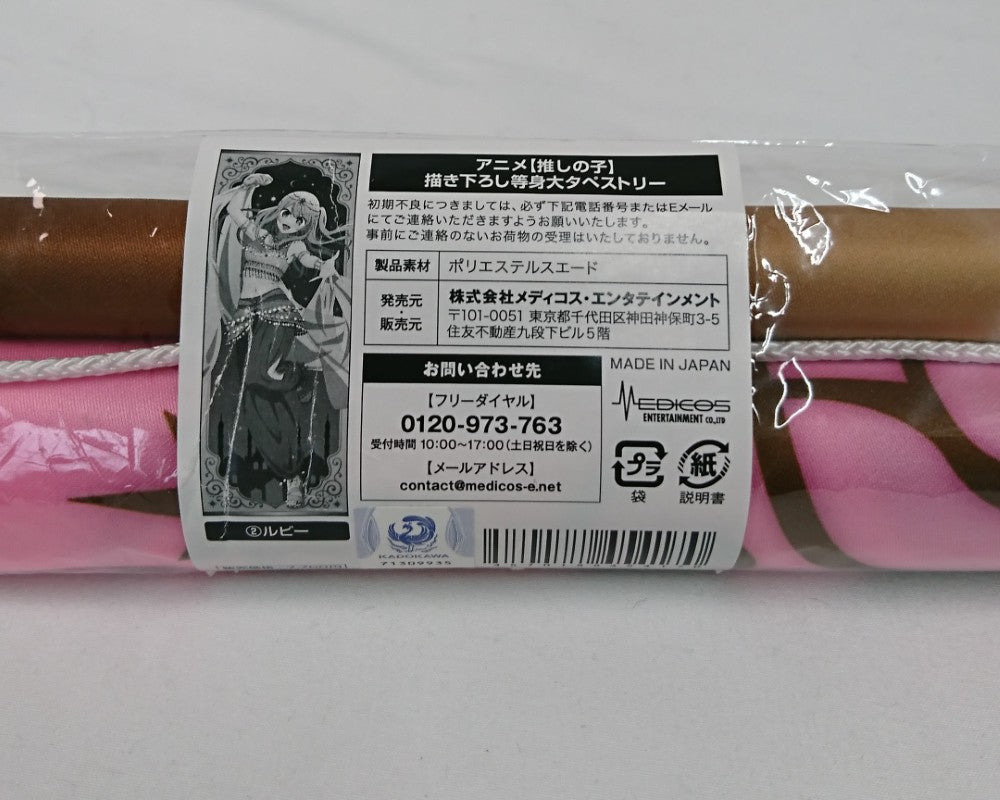 アニメ【推しの子】
描き下ろし等身大タペストリー
初期不良につきましては、必ず下記電話番号またはEメール
にてご連絡いただきますようお願いいたします。
事前にご連絡のないお荷物の受理はいたしておりません。
製品素材 ポリエステルスエード
発売元・販売元 株式会社メディコス・エンタテインメント
〒101-0051 東京都千代田区神田神保町3-5
住友不動産九段下ビル5階
お問い合わせ先
【フリーダイヤル】
0120-973-763
受付時間 10:00〜17:00(土日祝日を除く)
【メールアドレス】
contact@medicos-e.net
MADE IN JAPAN
MEDICOS
ENTERTAINMENT CO.,LTD
プラ 紙
袋 説明書
②ルビー
KADOKAWA
71309935